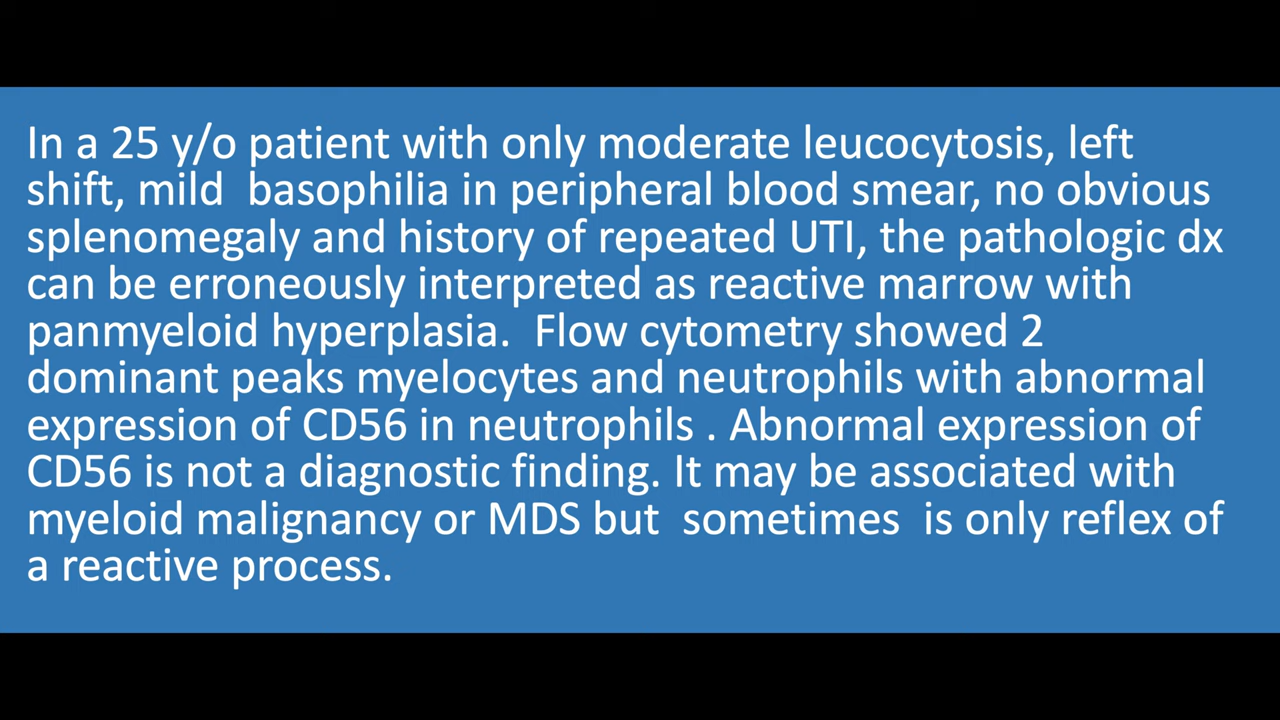 In a 25 y/o patient with only moderate leucocytosis, left
shift, mild  basophilia in peripheral blood smear, no obvious
splenomegaly and history of repeated UTI, the pathologic dx
can be erroneously interpreted as reactive marrow with
panmyeloid hyperplasia.  Flow cytometry showed 2
dominant peaks myelocytes and neutrophils with abnormal
expression of CD56 in neutrophils . Abnormal expression of
CD56 is not a diagnostic finding. It may be associated with
myeloid malignancy or MDS but  sometimes  is only reflex of
a reactive process.